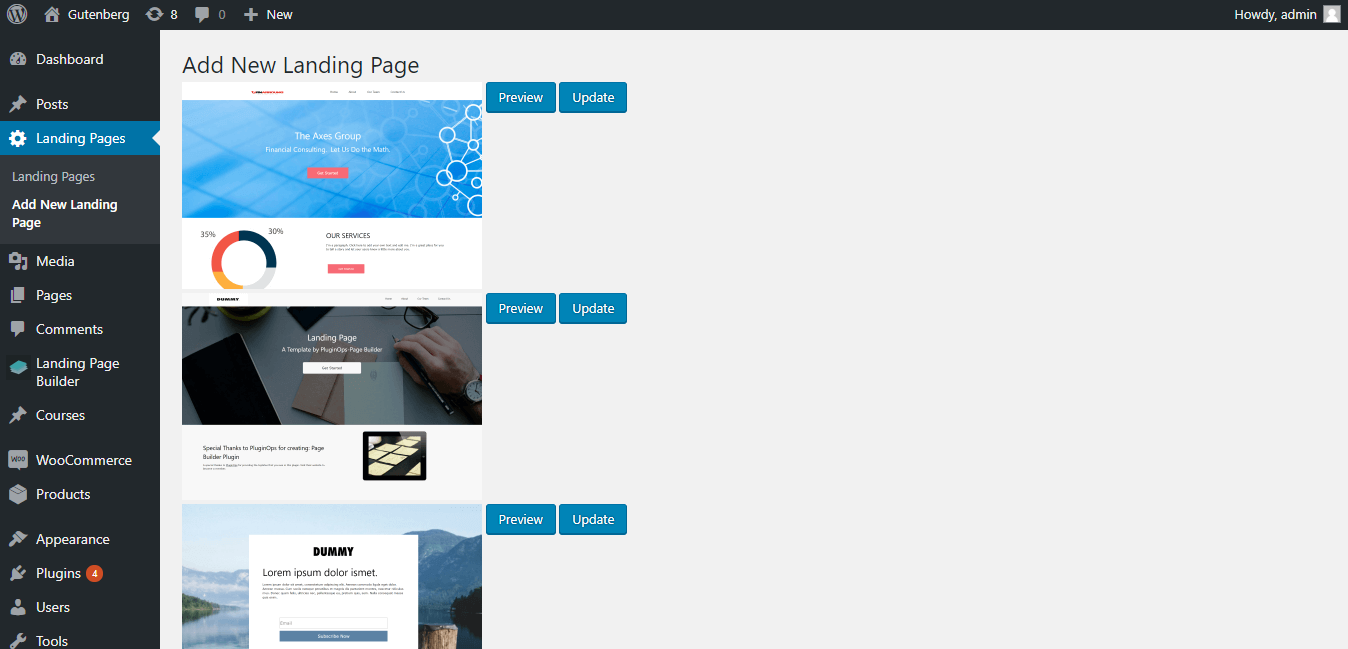 Gutenberg 8 0 New Howdy, admin
Dashboard
Posts
Landing Pages
Landing Pages
Add New Landing
Page
Media
Pages
Comments
Landing Page
Builder
Courses
WooCommerce
Products
Appearance
Plugins 4
Users
Tools
Add New Landing Page
Home About Our Team Contact Us
The Axes Group
Financial Consulting. Let Us Do the Math.
Get Started
35% 30%
OUR SERVICES
Get Started
Preview Update
DUMMY Home About Our Team Contact Us
Landing Page
A Template by PluginOps-Page Builder
Get Started
Special Thanks to PluginOps for creating: Page
Builder Plugin
Preview Update
DUMMY
Lorem ipsum dolor ismet.
Email
Subscribe Now
Preview Update